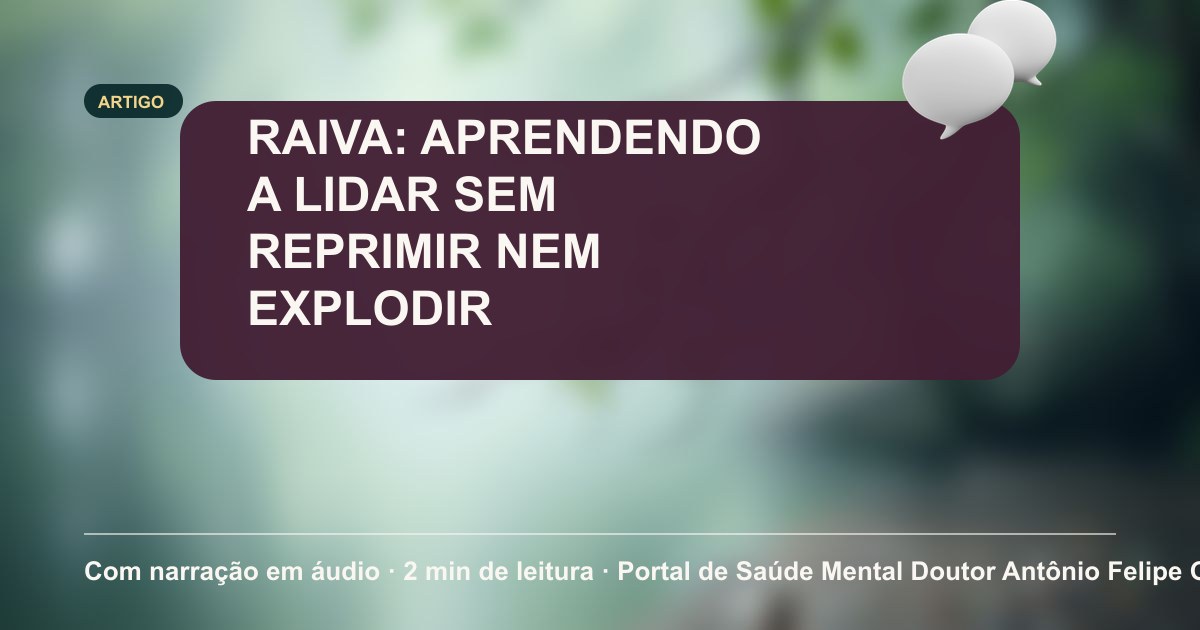 ARTIGO
RAIVA: APRENDENDO
A LIDAR SEM
REPRIMIR NEM
EXPLODIR
Com narração em áudio · 2 min de leitura · Portal de Saúde Mental Doutor Antônio Felipe